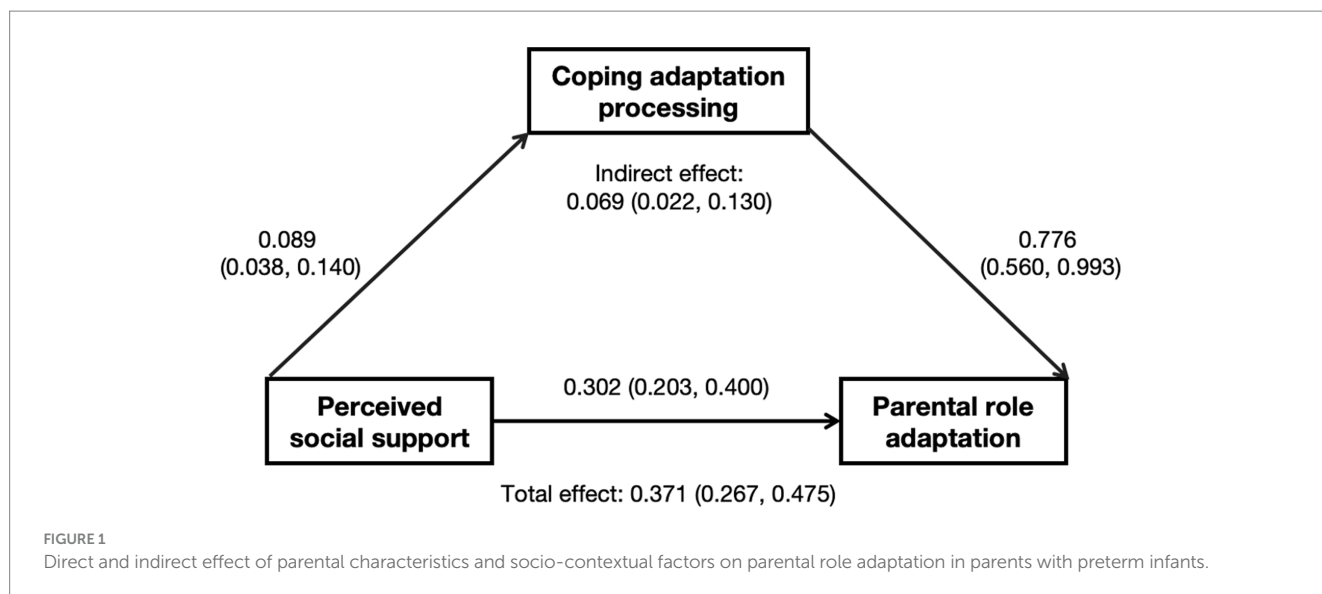 Coping adaptation
processing
Indirect effect:
0.069 (0.022, 0.130)
0.089
(0.038, 0.140)
0.776
(0.560, 0.993)
0.302 (0.203, 0.400)
Perceived
social support
Parental role
adaptation
Total effect: 0.371 (0.267, 0.475)
FIGURE 1
Direct and indirect effect of parental characteristics and socio-contextual factors on parental role adaptation in parents with preterm infants.